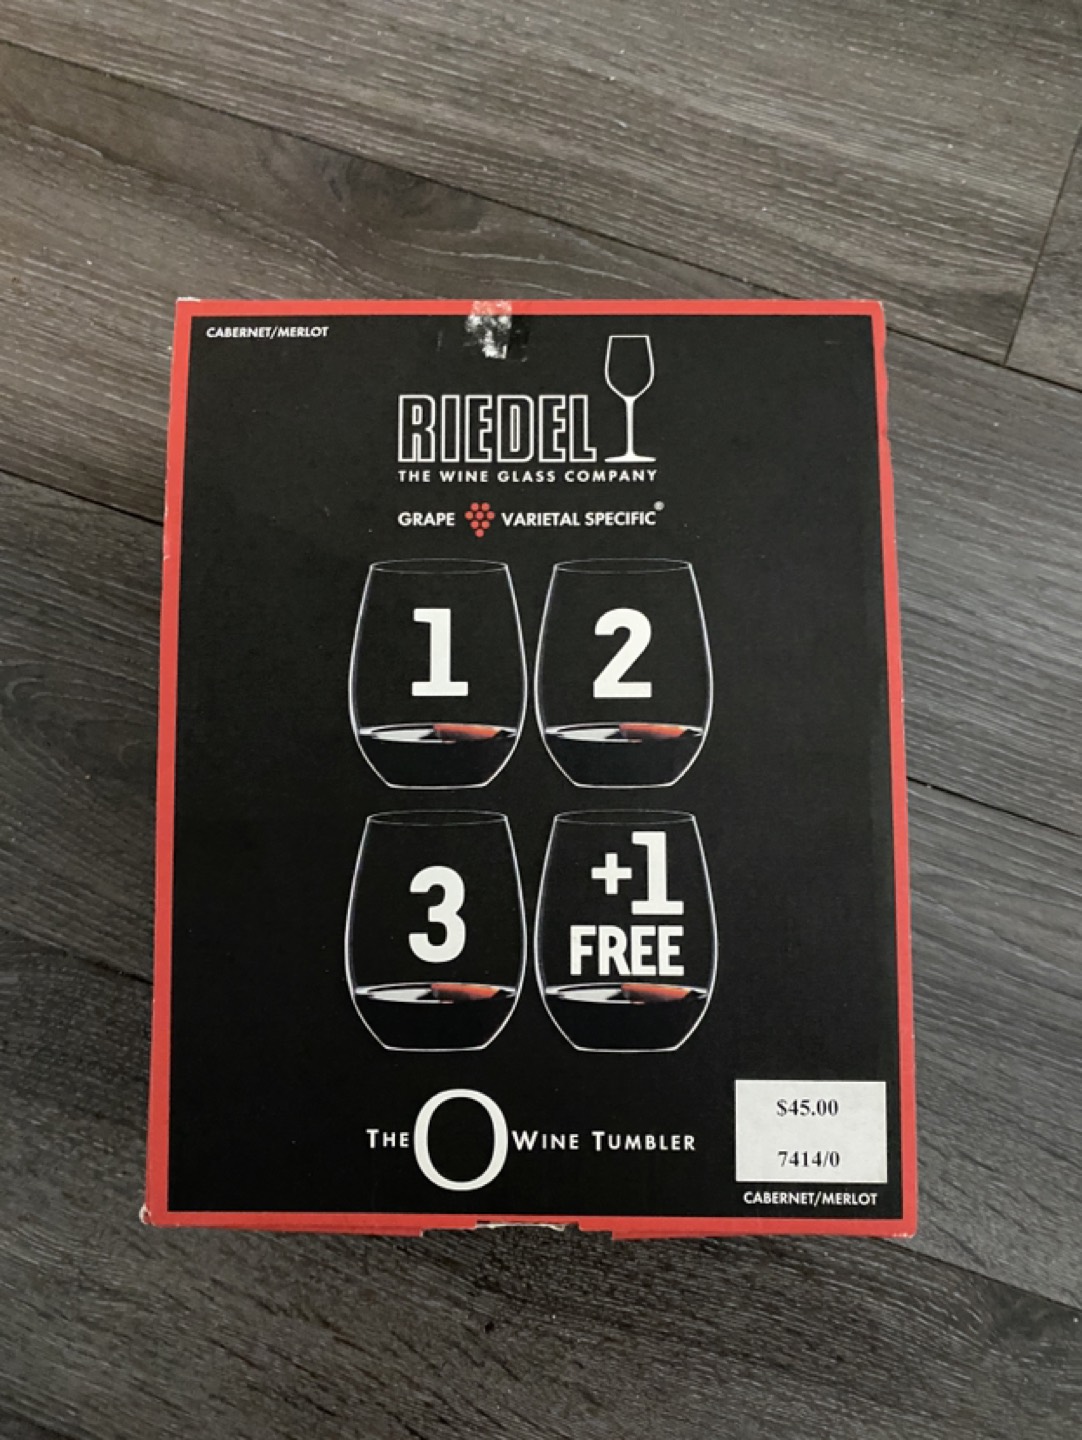 CABERNET/MERLOT
RIEDEL
THE WINE GLASS COMPANY
GRAPE VARIETAL SPECIFIC®
1 2
3 +1
FREE
THE O WINE TUMBLER
$45.00
7414/0
CABERNET/MERLOT